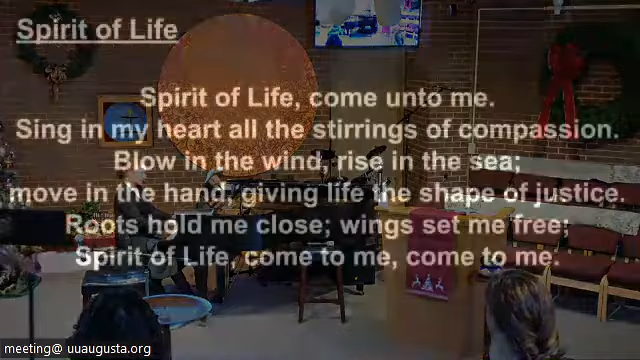 Spirit of Life
Spirit of Life, come unto me.
Sing in my heart all the stirrings of compassion.
Blow in the wind, rise in the sea;
move in the hand, giving life the shape of justice.
Roots hold me close; wings set me free;
Spirit of Life, come to me, come to me.
meeting@ uuaugusta.org